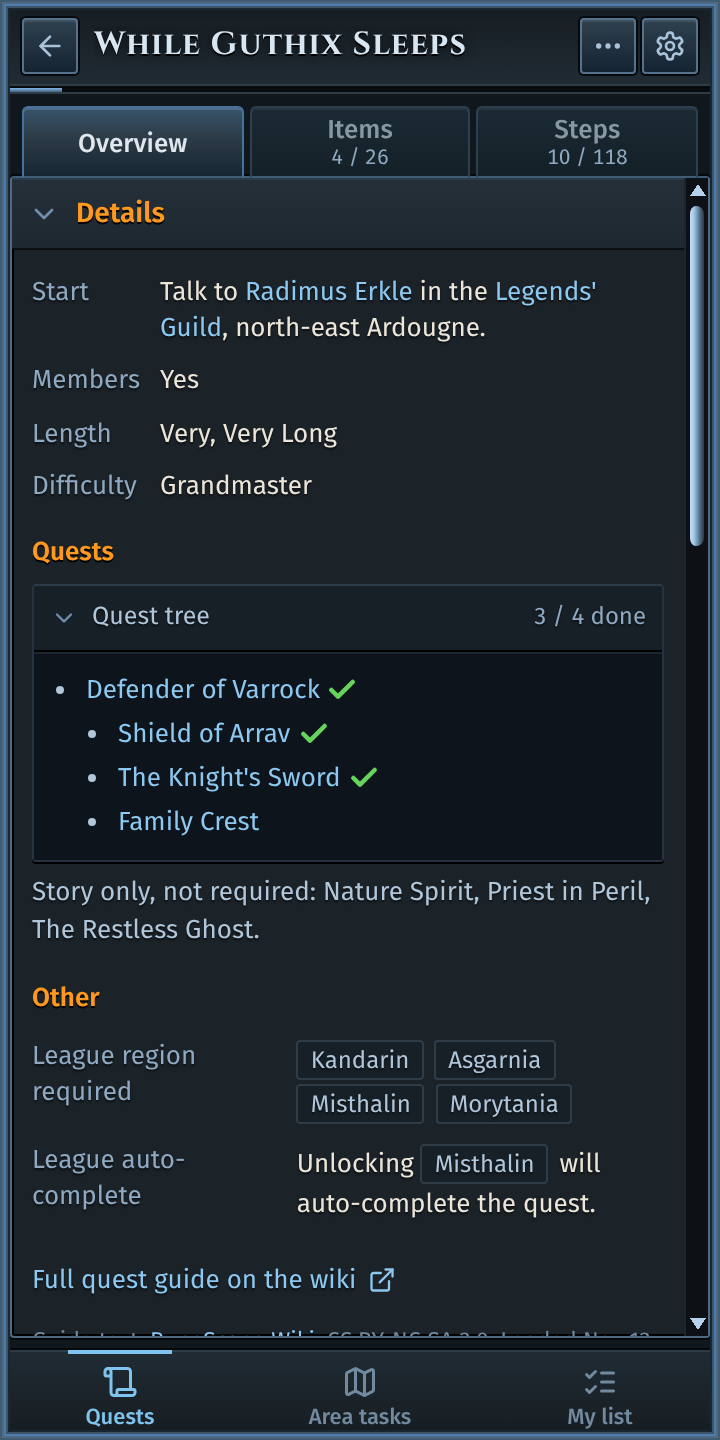 While Guthix Sleeps
Overview
Items
4 / 26
Steps
10 / 118
Details
Start
Talk to Radimus Erkle in the Legends'
Guild, north-east Ardougne.
Members
Yes
Length
Very, Very Long
Difficulty
Grandmaster
Quests
Quest tree
3 / 4 done
Defender of Varrock
Shield of Arrav
The Knight's Sword
Family Crest
Story only, not required: Nature Spirit, Priest in Peril,
The Restless Ghost.
Other
League region
required
Kandarin
Asgarnia
Misthalin
Morytania
League auto-
complete
Unlocking Misthalin will
auto-complete the quest.
Full quest guide on the wiki
Quests
Area tasks
My list